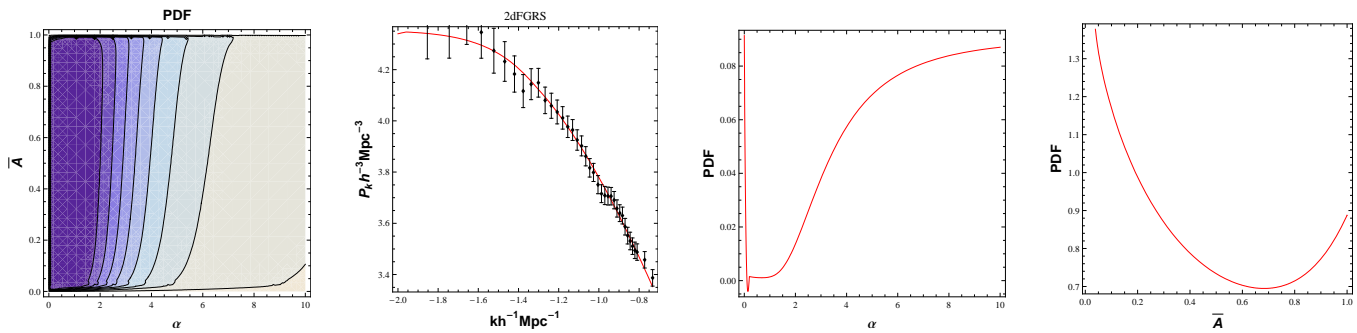 PDF
1.0
0.8
0.6
0.4
0.2
0.0
A̅
0 2 4 6 8 10
α
2dFGRS
4.2
4.0
3.8
3.6
3.4
P_k h⁻³Mpc⁻³
−2.0 −1.8 −1.6 −1.4 −1.2 −1.0 −0.8
kh⁻¹Mpc⁻¹
0.08
0.06
0.04
0.02
0.00
PDF
0 2 4 6 8 10
α
1.3
1.2
1.1
1.0
0.9
0.8
0.7
PDF
0.0 0.2 0.4 0.6 0.8 1.0
A̅